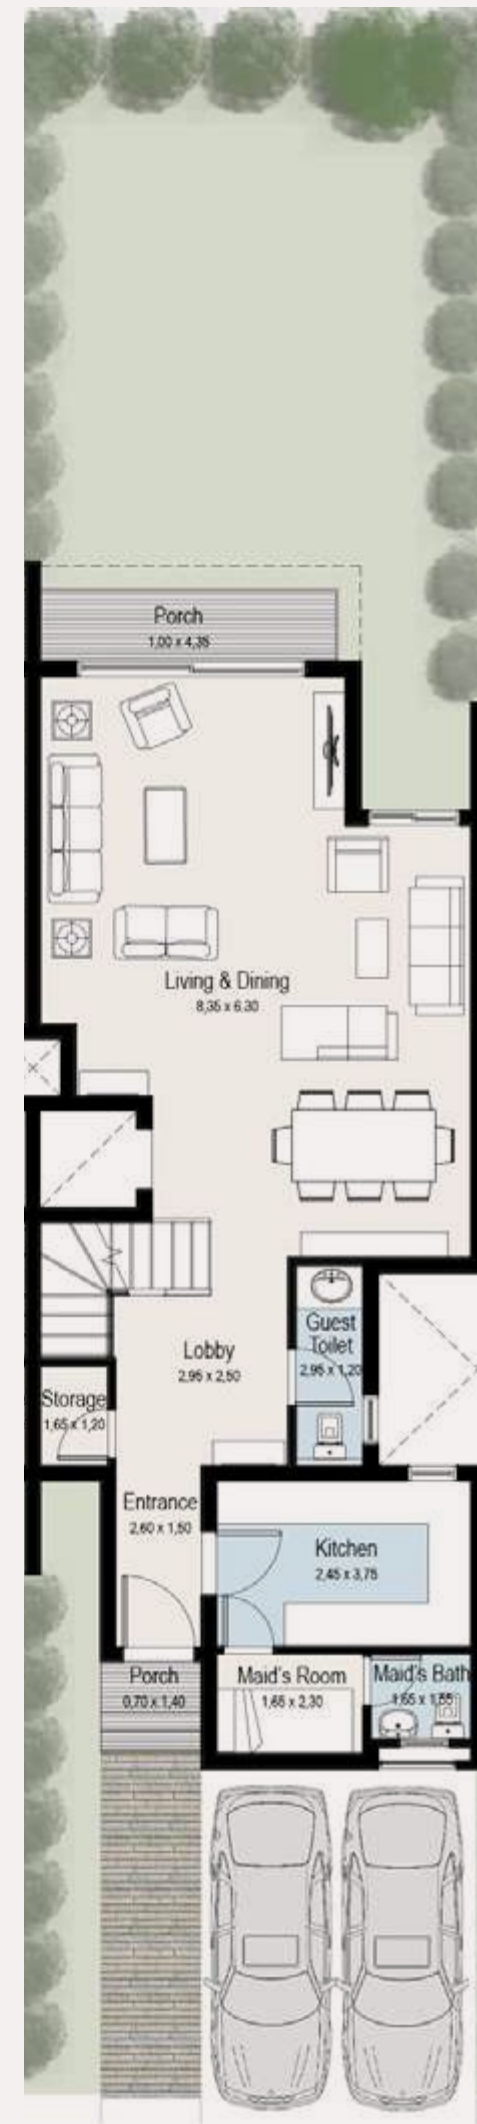 Porch
1,00 x 4,35
Living & Dining
8,35 x 6.30
Guest
Toilet
2,95 x 1,20
Lobby
2,95 x 2,50
Storage
1,65 x 1,20
Entrance
2,60 x 1,50
Kitchen
2,45 x 3,75
Porch
0,70 x 1,40
Maid's Room
1,65 x 2,30
Maid's Bath
1,65 x 1,55